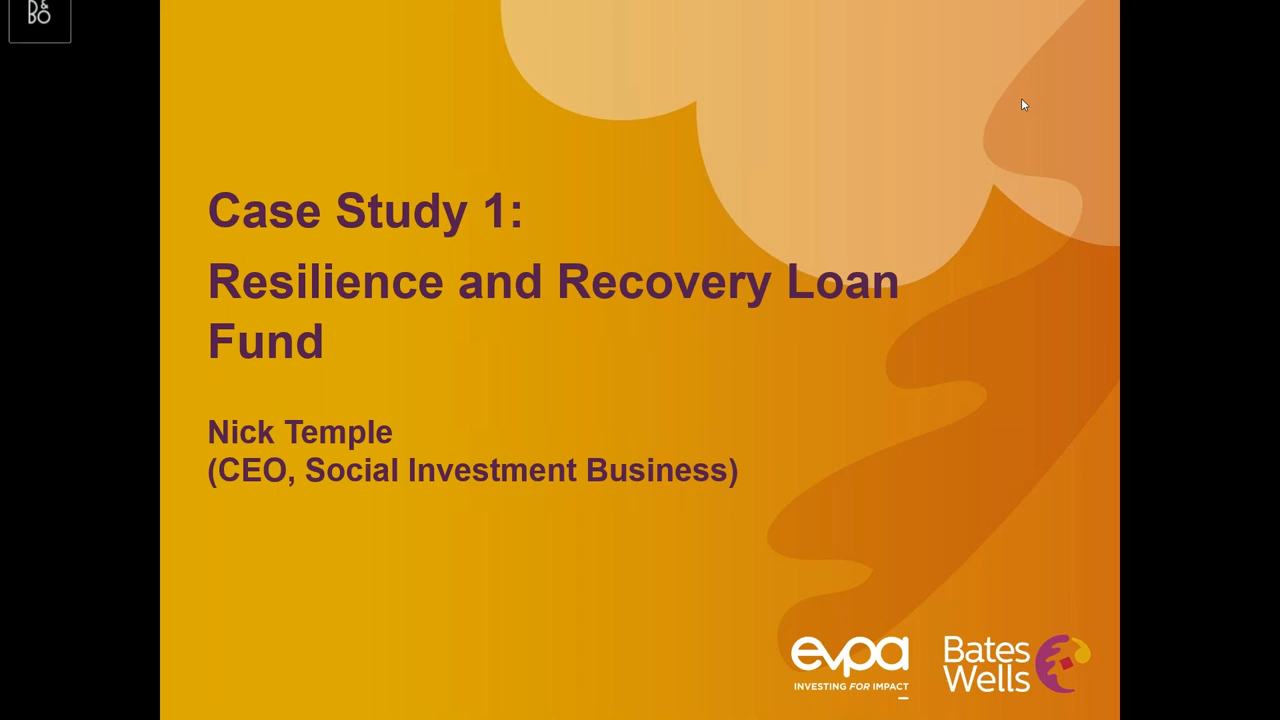 D&
BO
Case Study 1:
Resilience and Recovery Loan
Fund
Nick Temple
(CEO, Social Investment Business)
evpa
INVESTING FOR IMPACT
Bates
Wells